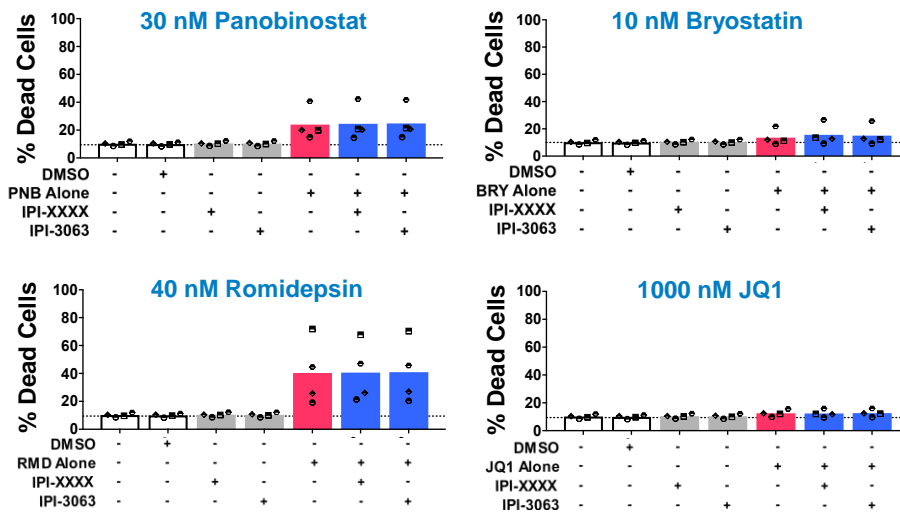 30 nM Panobinostat
% Dead Cells
100
80
60
40
20
0
DMSO - + - - - - -
PNB Alone - - - - + + +
IPI-XXXX - - + - - + -
IPI-3063 - - - + - - +
10 nM Bryostatin
% Dead Cells
100
80
60
40
20
0
DMSO - + - - - - -
BRY Alone - - - - + + +
IPI-XXXX - - + - - + -
IPI-3063 - - - + - - +
40 nM Romidepsin
% Dead Cells
100
80
60
40
20
0
DMSO - + - - - - -
RMD Alone - - - - + + +
IPI-XXXX - - + - - + -
IPI-3063 - - - + - - +
1000 nM JQ1
% Dead Cells
100
80
60
40
20
0
DMSO - + - - - - -
JQ1 Alone - - - - + + +
IPI-XXXX - - + - - + -
IPI-3063 - - - + - - +